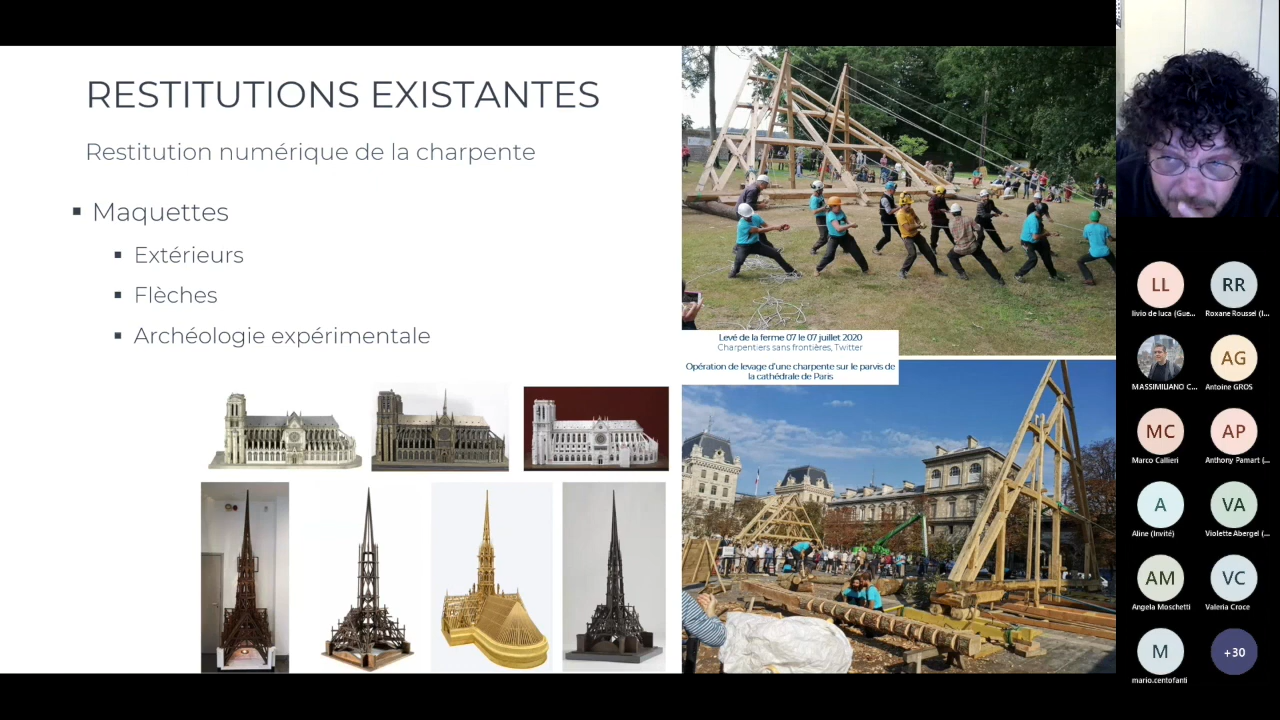 RESTITUTIONS EXISTANTES
Restitution numérique de la charpente
Maquettes
Extérieurs
Flèches
Archéologie expérimentale
Levé de la ferme 07 le 07 juillet 2020
Charpentiers sans frontières, Twitter
Opération de levage d'une charpente sur le parvis de
la cathédrale de Paris
LL
RR
livio de luca (Gue...
Roxane Roussel (I...
AG
MASSIMILIANO C...
Antoine GROS
MC
AP
Marco Callieri
Anthony Pamart (...
A
VA
Aline (Invité)
Violette Abergel (...
AM
VC
Angela Moschetti
Valeria Croce
M
+30
mario.centofanti